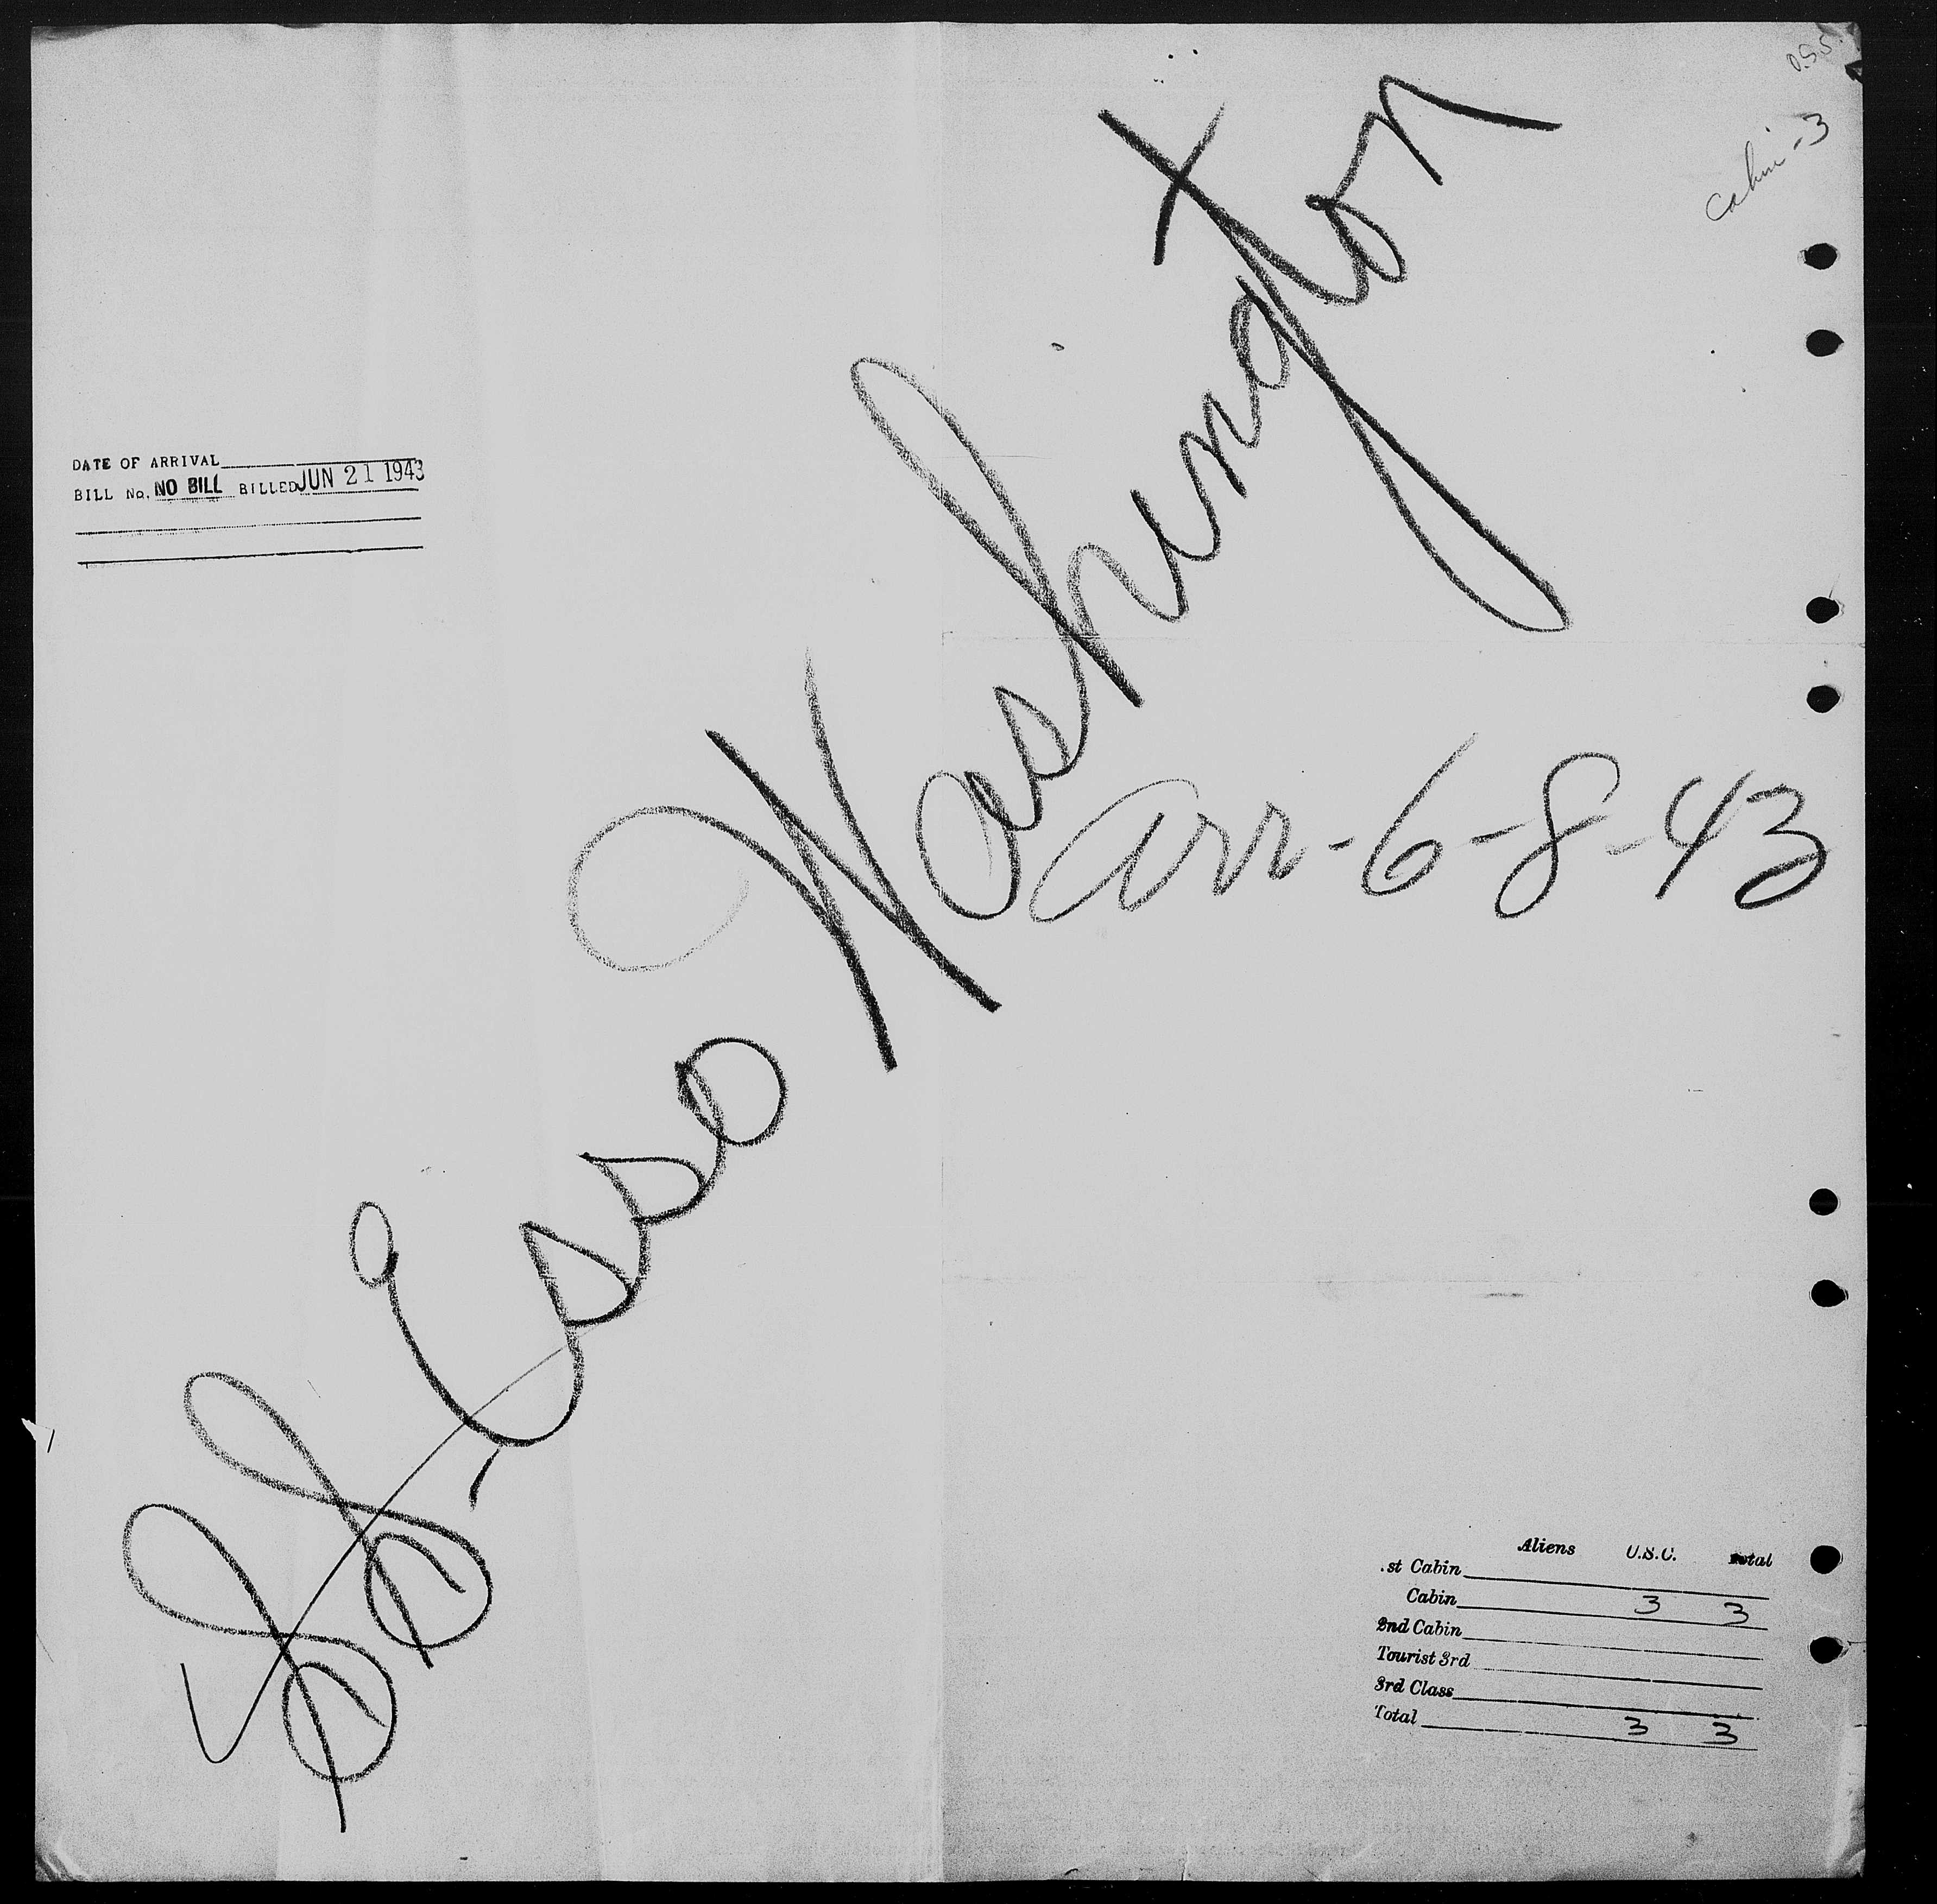 Cabin - 3
SS-Esso Washington
arr-6-8-43
DATE OF ARRIVAL
BILL No. NO BILL BILLED JUN 21 1943
Aliens U.S.C. Total
st Cabin
Cabin 3 3
2nd Cabin
Tourist 3rd
3rd Class
Total 3 3